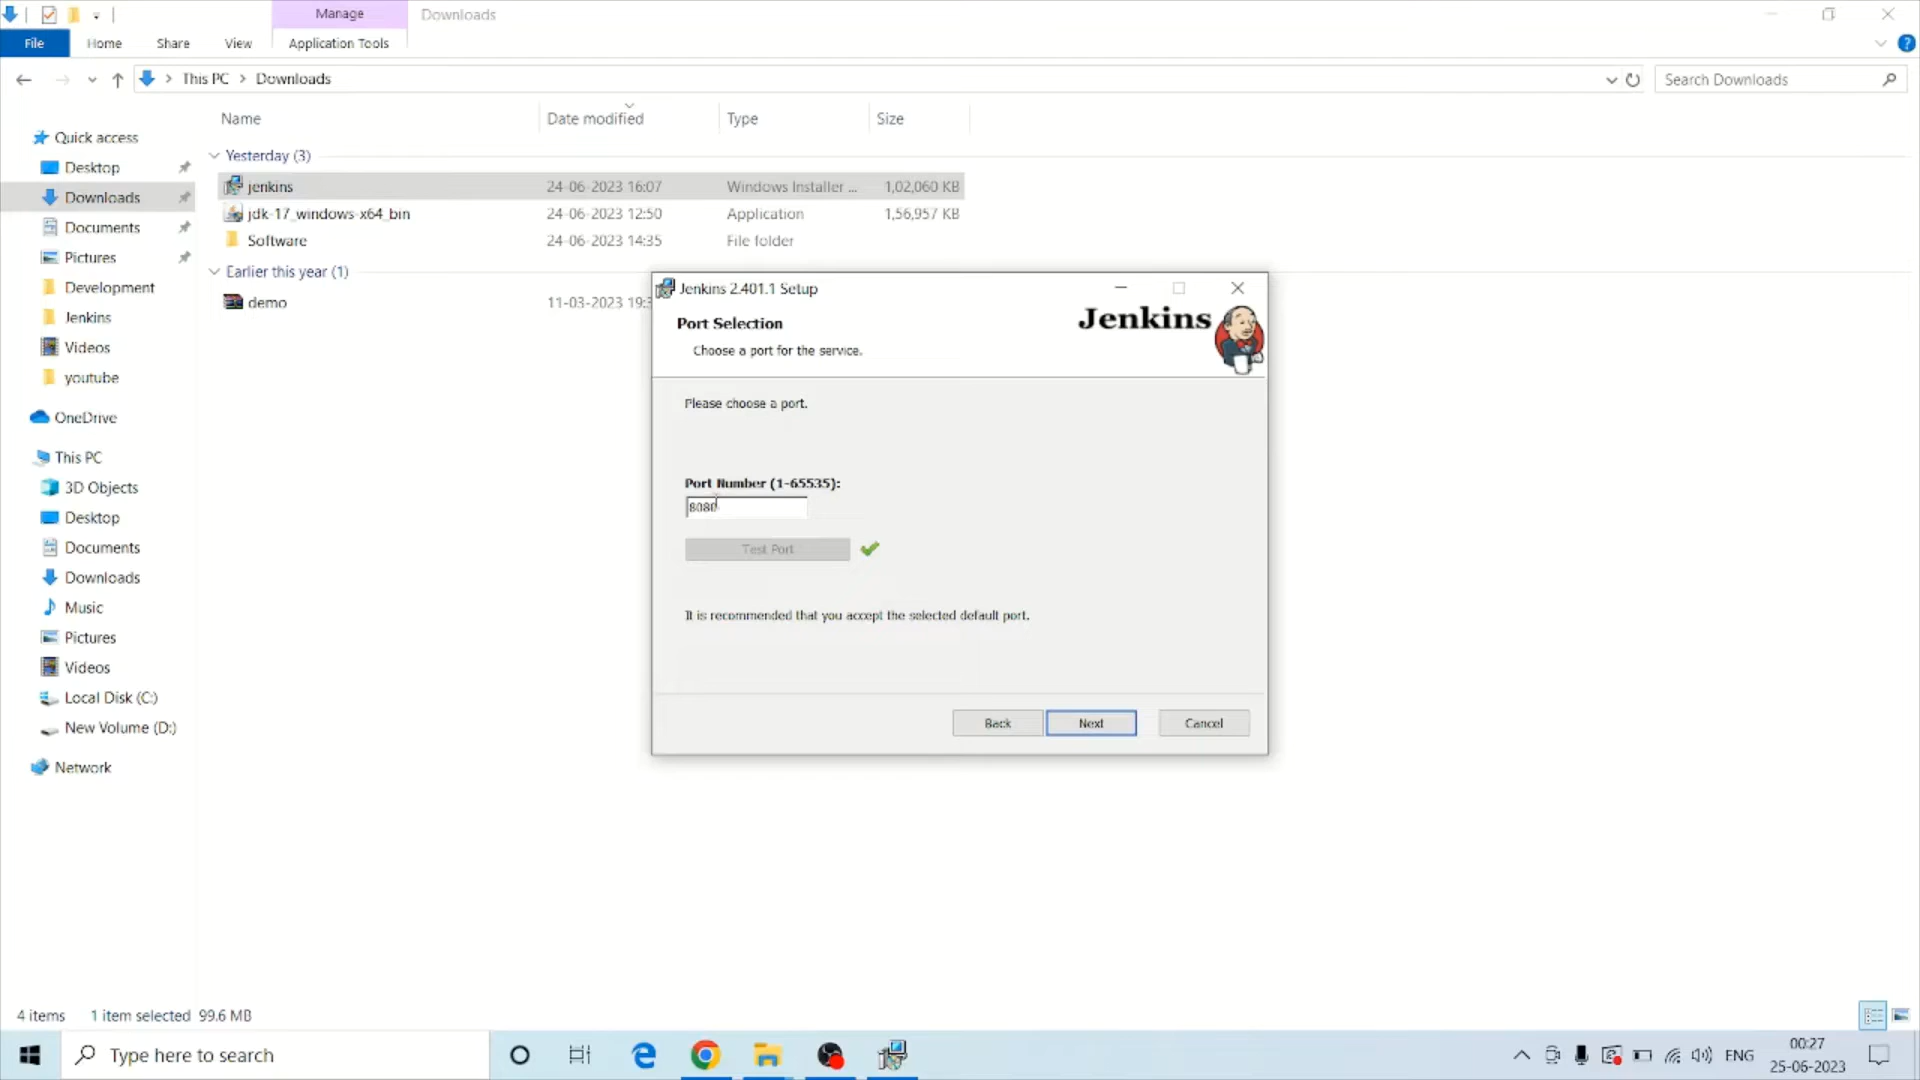 Manage
Downloads
File
Home
Share
View
Application Tools
This PC
Downloads
Search Downloads
Name
Date modified
Type
Size
Quick access
Desktop
Downloads
Documents
Pictures
Development
Jenkins
Videos
youtube
OneDrive
This PC
3D Objects
Desktop
Documents
Downloads
Music
Pictures
Videos
Local Disk (C:)
New Volume (D:)
Network
Yesterday (3)
jenkins 24-06-2023 16:07 Windows Installer ... 1,02,060 KB
jdk-17_windows-x64_bin 24-06-2023 12:50 Application 1,56,957 KB
Software 24-06-2023 14:35 File folder
Earlier this year (1)
demo 11-03-2023 19:3
Jenkins 2.401.1 Setup
Port Selection
Choose a port for the service.
Jenkins
Please choose a port.
Port Number (1-65535):
8080
Test Port
It is recommended that you accept the selected default port.
Back
Next
Cancel
4 items 1 item selected 99.6 MB
Type here to search
ENG
00:27
25-06-2023